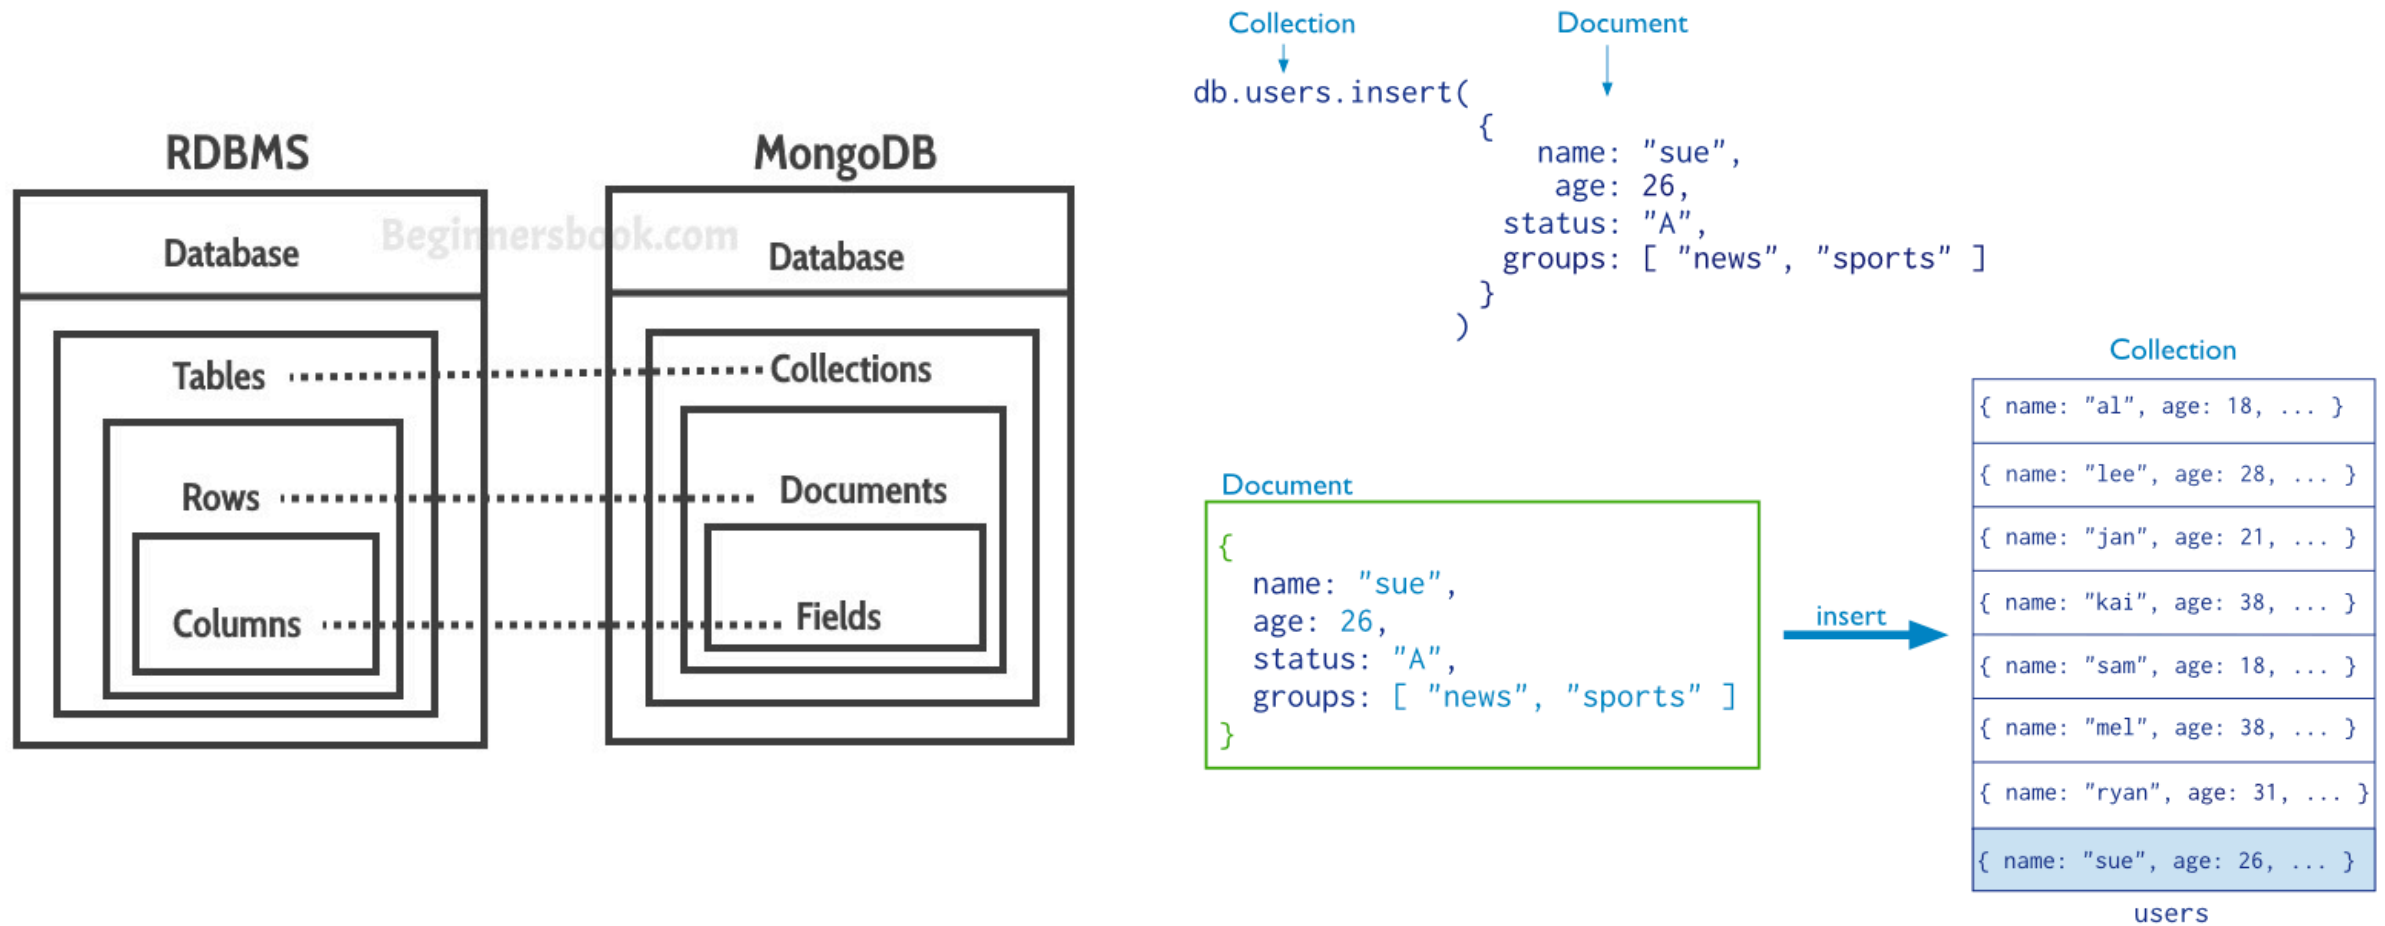 RDBMS
Database
Tables
Rows
Columns
Beginnersbook.com
MongoDB
Database
Collections
Documents
Fields
Collection
Document
db.users.insert(
{
name: "sue",
age: 26,
status: "A",
groups: [ "news", "sports" ]
}
)
Document
{
name: "sue",
age: 26,
status: "A",
groups: [ "news", "sports" ]
}
insert
Collection
{ name: "al", age: 18, ... }
{ name: "lee", age: 28, ... }
{ name: "jan", age: 21, ... }
{ name: "kai", age: 38, ... }
{ name: "sam", age: 18, ... }
{ name: "mel", age: 38, ... }
{ name: "ryan", age: 31, ... }
{ name: "sue", age: 26, ... }
users